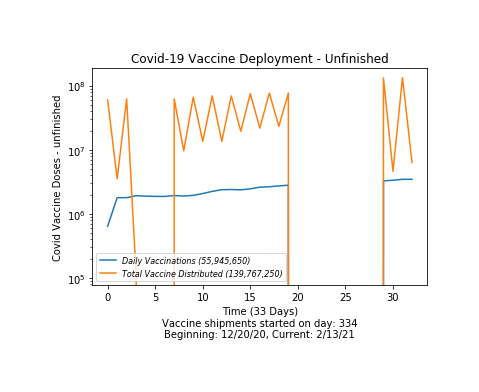 Covid-19 Vaccine Deployment - Unfinished
Covid Vaccine Doses - unfinished
10⁸
10⁷
10⁶
10⁵
Daily Vaccinations (55,945,650)
Total Vaccine Distributed (139,767,250)
0 5 10 15 20 25 30
Time (33 Days)
Vaccine shipments started on day: 334
Beginning: 12/20/20, Current: 2/13/21